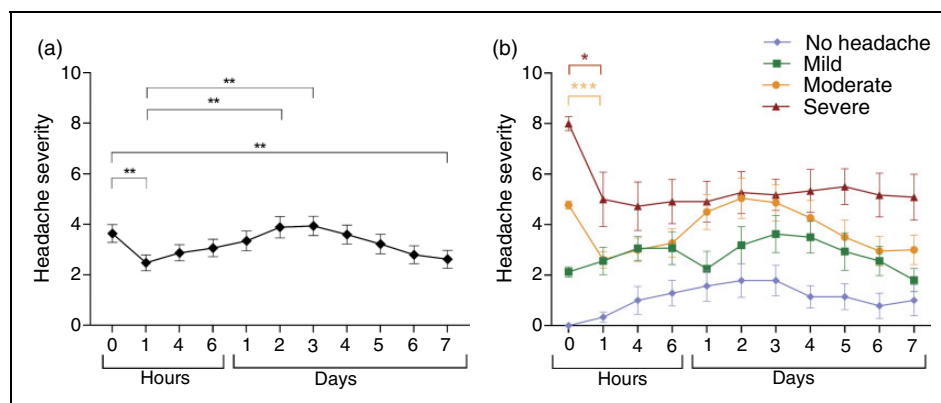 (a)
Headache severity
10
8
6
4
2
0
**
**
**
**
0 1 4 6 1 2 3 4 5 6 7
Hours Days
(b)
No headache
Mild
Moderate
Severe
Headache severity
10
8
6
4
2
0
*
***
0 1 4 6 1 2 3 4 5 6 7
Hours Days